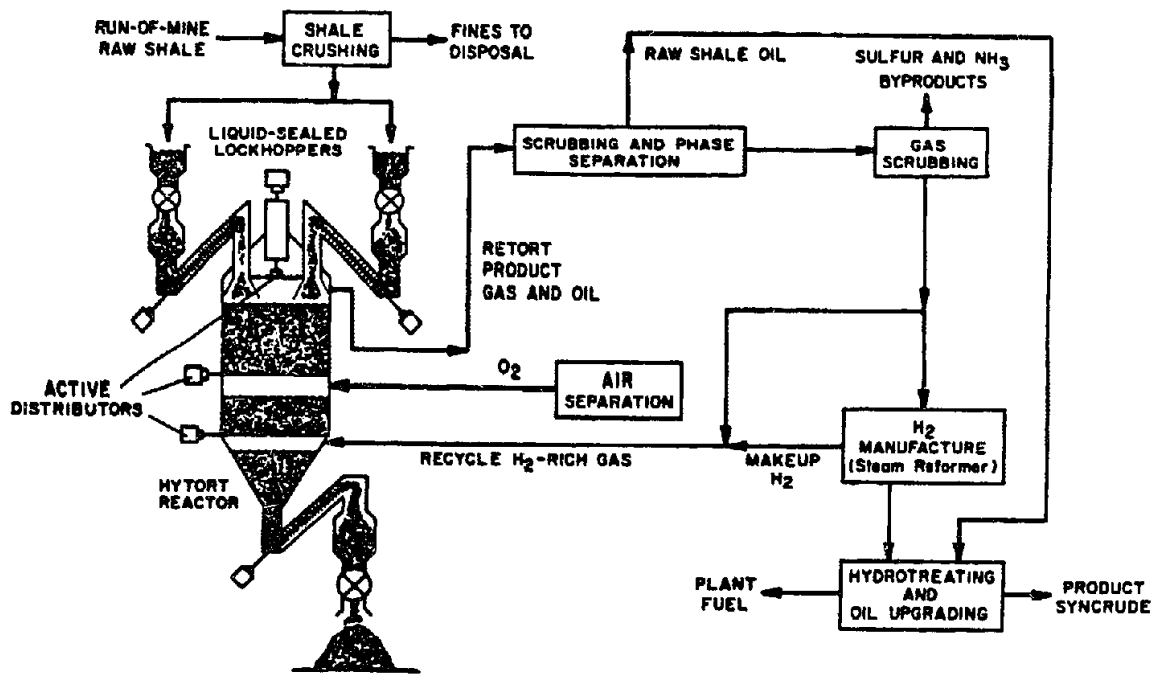 RUN-OF-MINE
RAW SHALE
SHALE
CRUSHING
FINES TO
DISPOSAL
RAW SHALE OIL
SULFUR AND NH3
BYPRODUCTS
LIQUID-SEALED
LOCKHOPPERS
SCRUBBING AND PHASE
SEPARATION
GAS
SCRUBBING
RETORT
PRODUCT
GAS AND OIL
ACTIVE
DISTRIBUTORS
O2
AIR
SEPARATION
RECYCLE H2-RICH GAS
MAKEUP
H2
H2
MANUFACTURE
(Steam Reformer)
HYTORT
REACTOR
PLANT
FUEL
HYDROTREATING
AND
OIL UPGRADING
PRODUCT
SYNCRUDE